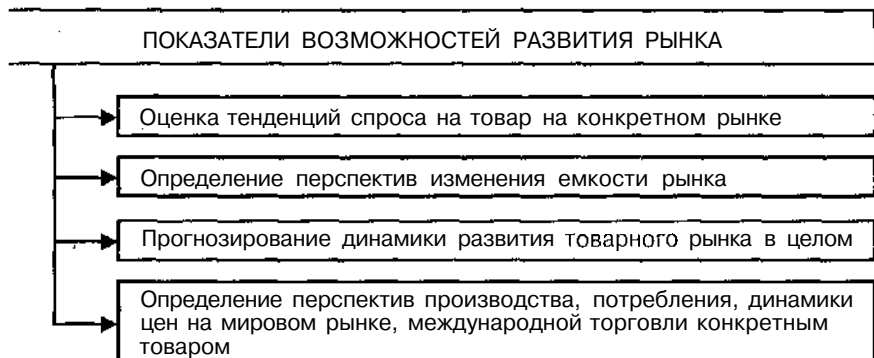 ПОКАЗАТЕЛИ ВОЗМОЖНОСТЕЙ РАЗВИТИЯ РЫНКА
Оценка тенденций спроса на товар на конкретном рынке
Определение перспектив изменения емкости рынка
Прогнозирование динамики развития товарного рынка в целом
Определение перспектив производства, потребления, динамики
цен на мировом рынке, международной торговли конкретным
товаром